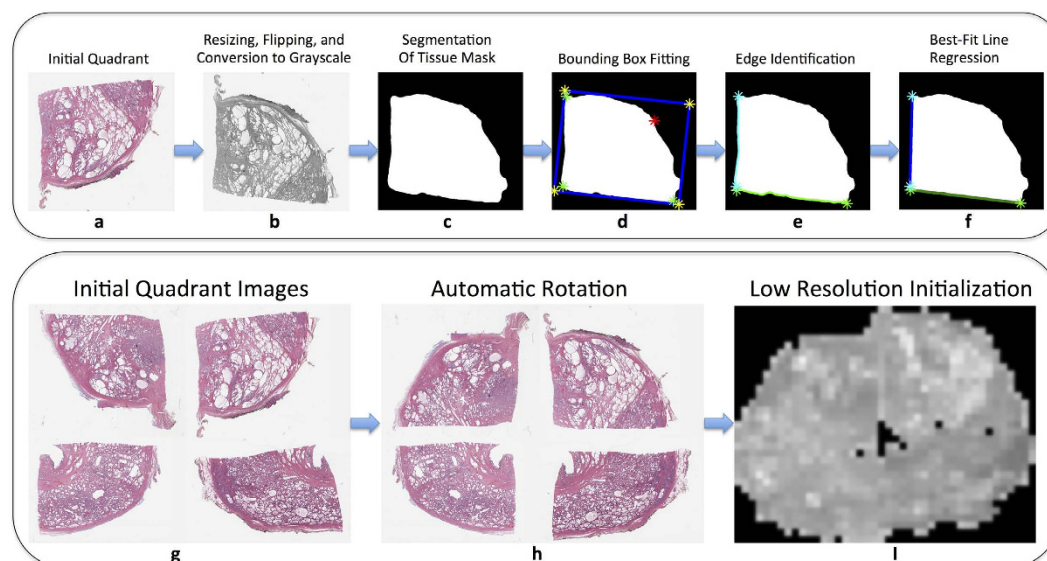 Initial Quadrant
Resizing, Flipping, and
Conversion to Grayscale
Segmentation
Of Tissue Mask
Bounding Box Fitting
Edge Identification
Best-Fit Line
Regression
a
b
c
d
e
f
Initial Quadrant Images
Automatic Rotation
Low Resolution Initialization
g
h
I